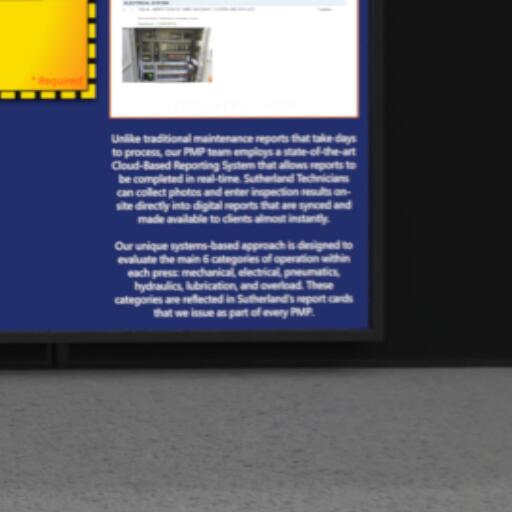 ELECTRICAL SYSTEM
* Required
Unlike traditional maintenance reports that take days
to process, our PMP team employs a state-of-the-art
Cloud-Based Reporting System that allows reports to
be completed in real-time. Sutherland Technicians
can collect photos and enter inspection results on-
site directly into digital reports that are synced and
made available to clients almost instantly.
Our unique systems-based approach is designed to
evaluate the main 6 categories of operation within
each press: mechanical, electrical, pneumatics,
hydraulics, lubrication, and overload. These
categories are reflected in Sutherland's report cards
that we issue as part of every PMP.